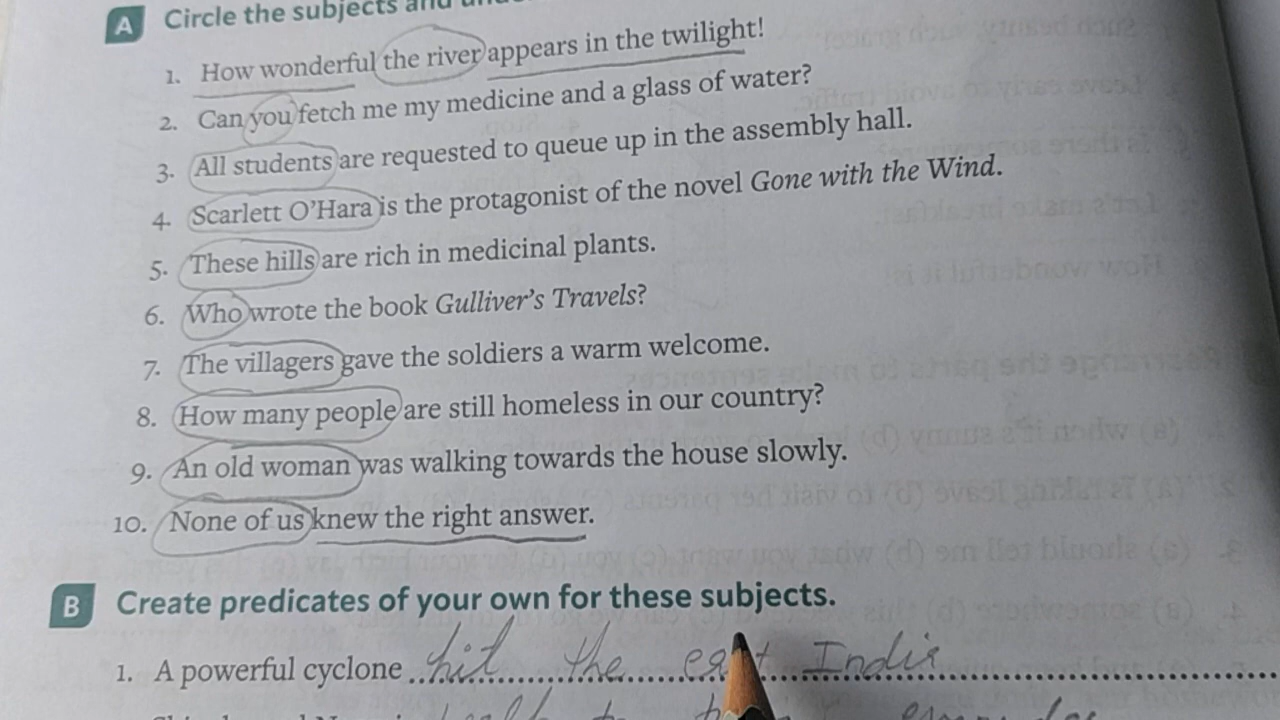 A Circle the subjects and
1. How wonderful the river appears in the twilight!
2. Can you fetch me my medicine and a glass of water?
3. All students are requested to queue up in the assembly hall.
4. Scarlett O'Hara is the protagonist of the novel Gone with the Wind.
5. These hills are rich in medicinal plants.
6. Who wrote the book Gulliver's Travels?
7. The villagers gave the soldiers a warm welcome.
8. How many people are still homeless in our country?
9. An old woman was walking towards the house slowly.
10. None of us knew the right answer.
B Create predicates of your own for these subjects.
1. A powerful cyclone hit the east India